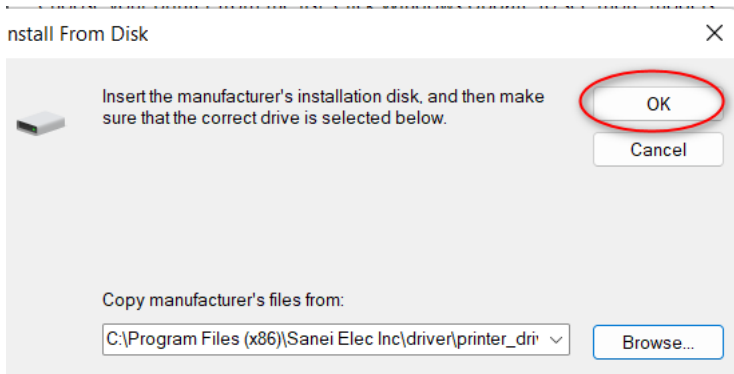 nstall From Disk
Insert the manufacturer's installation disk, and then make
sure that the correct drive is selected below.
OK
Cancel
Copy manufacturer's files from:
C:\Program Files (x86)\Sanei Elec Inc\driver\printer_dri
Browse...